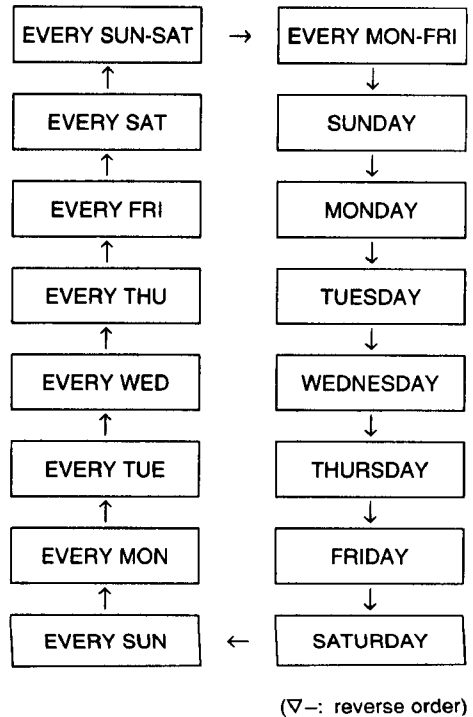 EVERY SUN-SAT → EVERY MON-FRI
EVERY SAT SUNDAY
EVERY FRI MONDAY
EVERY THU TUESDAY
EVERY WED WEDNESDAY
EVERY TUE THURSDAY
EVERY MON FRIDAY
EVERY SUN ← SATURDAY
(∇–: reverse order)